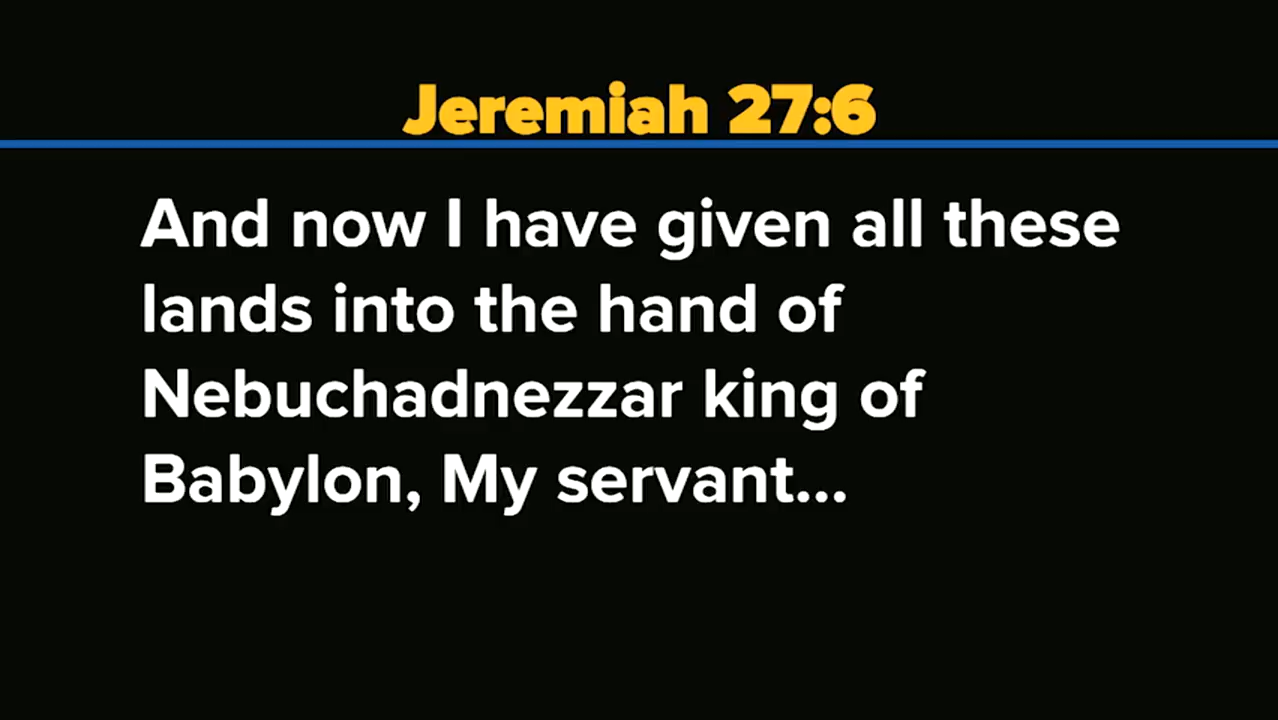 Jeremiah 27:6
And now I have given all these
lands into the hand of
Nebuchadnezzar king of
Babylon, My servant...